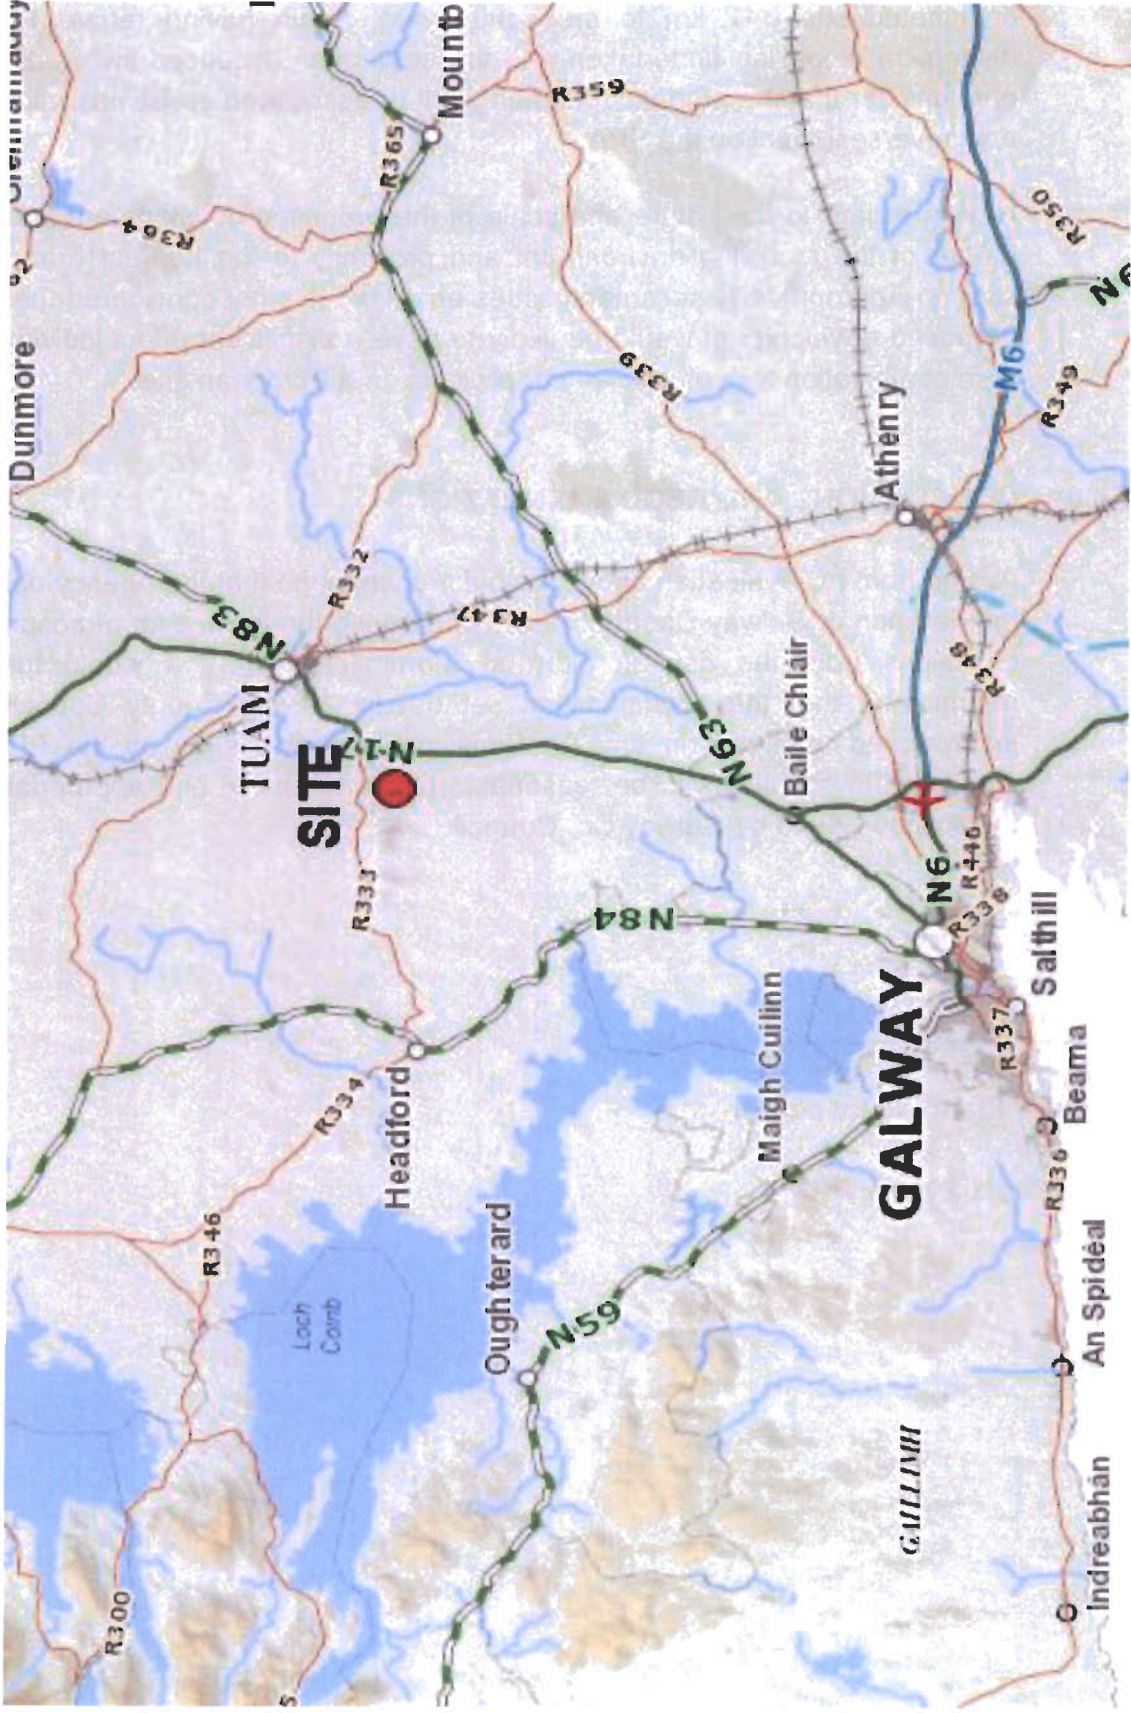 R300
R346
R334
Headford
Loch
Coirib
Oughterard
N59
Maigh Cuilinn
GALWAY
GAILLIMH
Indreabhán
An Spidéal
R336
Bearna
R337
Salthill
R338
R446
N6
N84
R333
SITE
N17
TUAM
N83
Dunmore
R332
R347
N63
Baile Chláir
R348
Athenry
M6
R349
R350
R339
R364
R365
R359